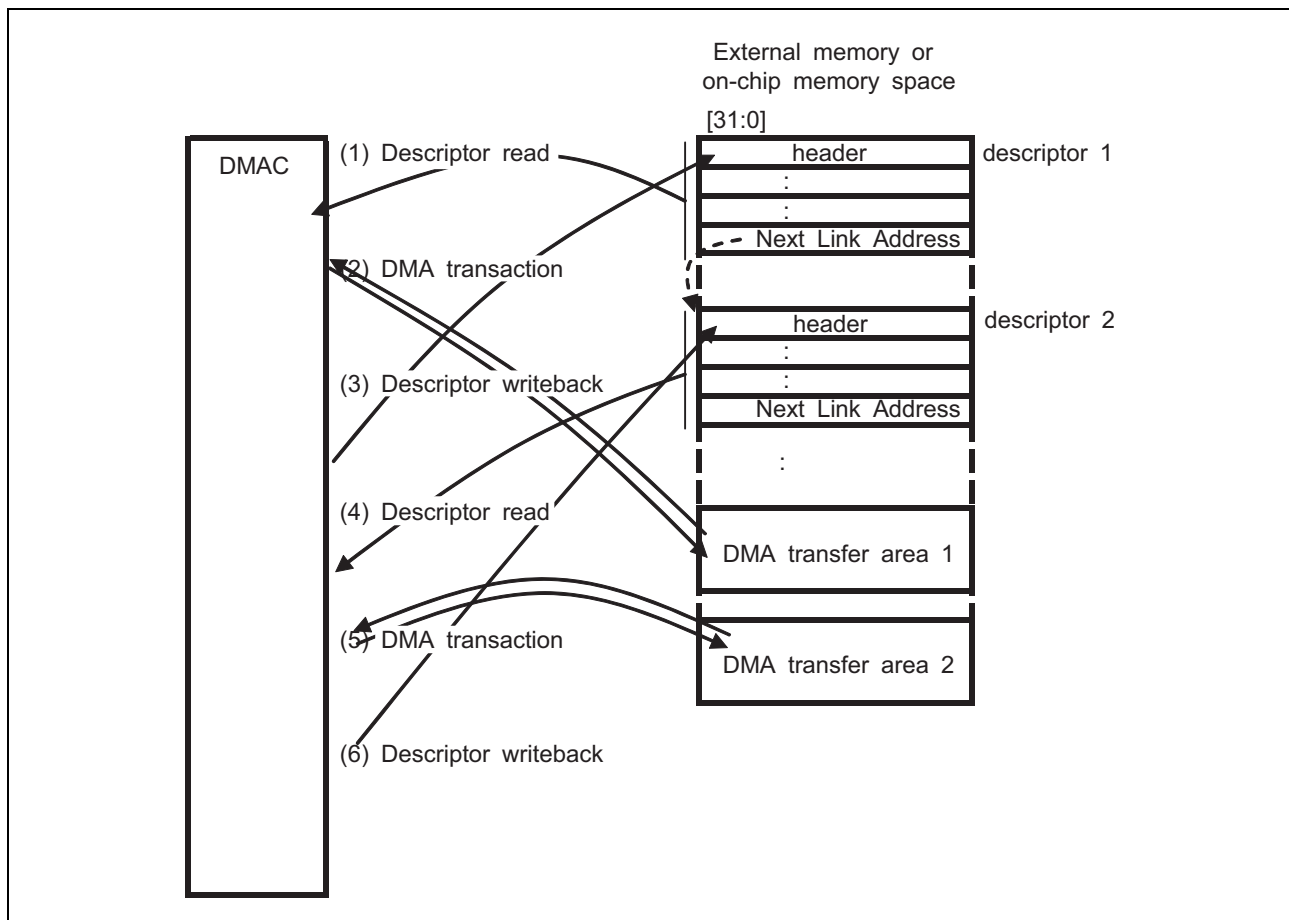 External memory or
on-chip memory space
[31:0]
DMAC
(1) Descriptor read
header
descriptor 1
:
:
Next Link Address
(2) DMA transaction
header
descriptor 2
:
(3) Descriptor writeback
:
Next Link Address
:
(4) Descriptor read
DMA transfer area 1
(5) DMA transaction
DMA transfer area 2
(6) Descriptor writeback